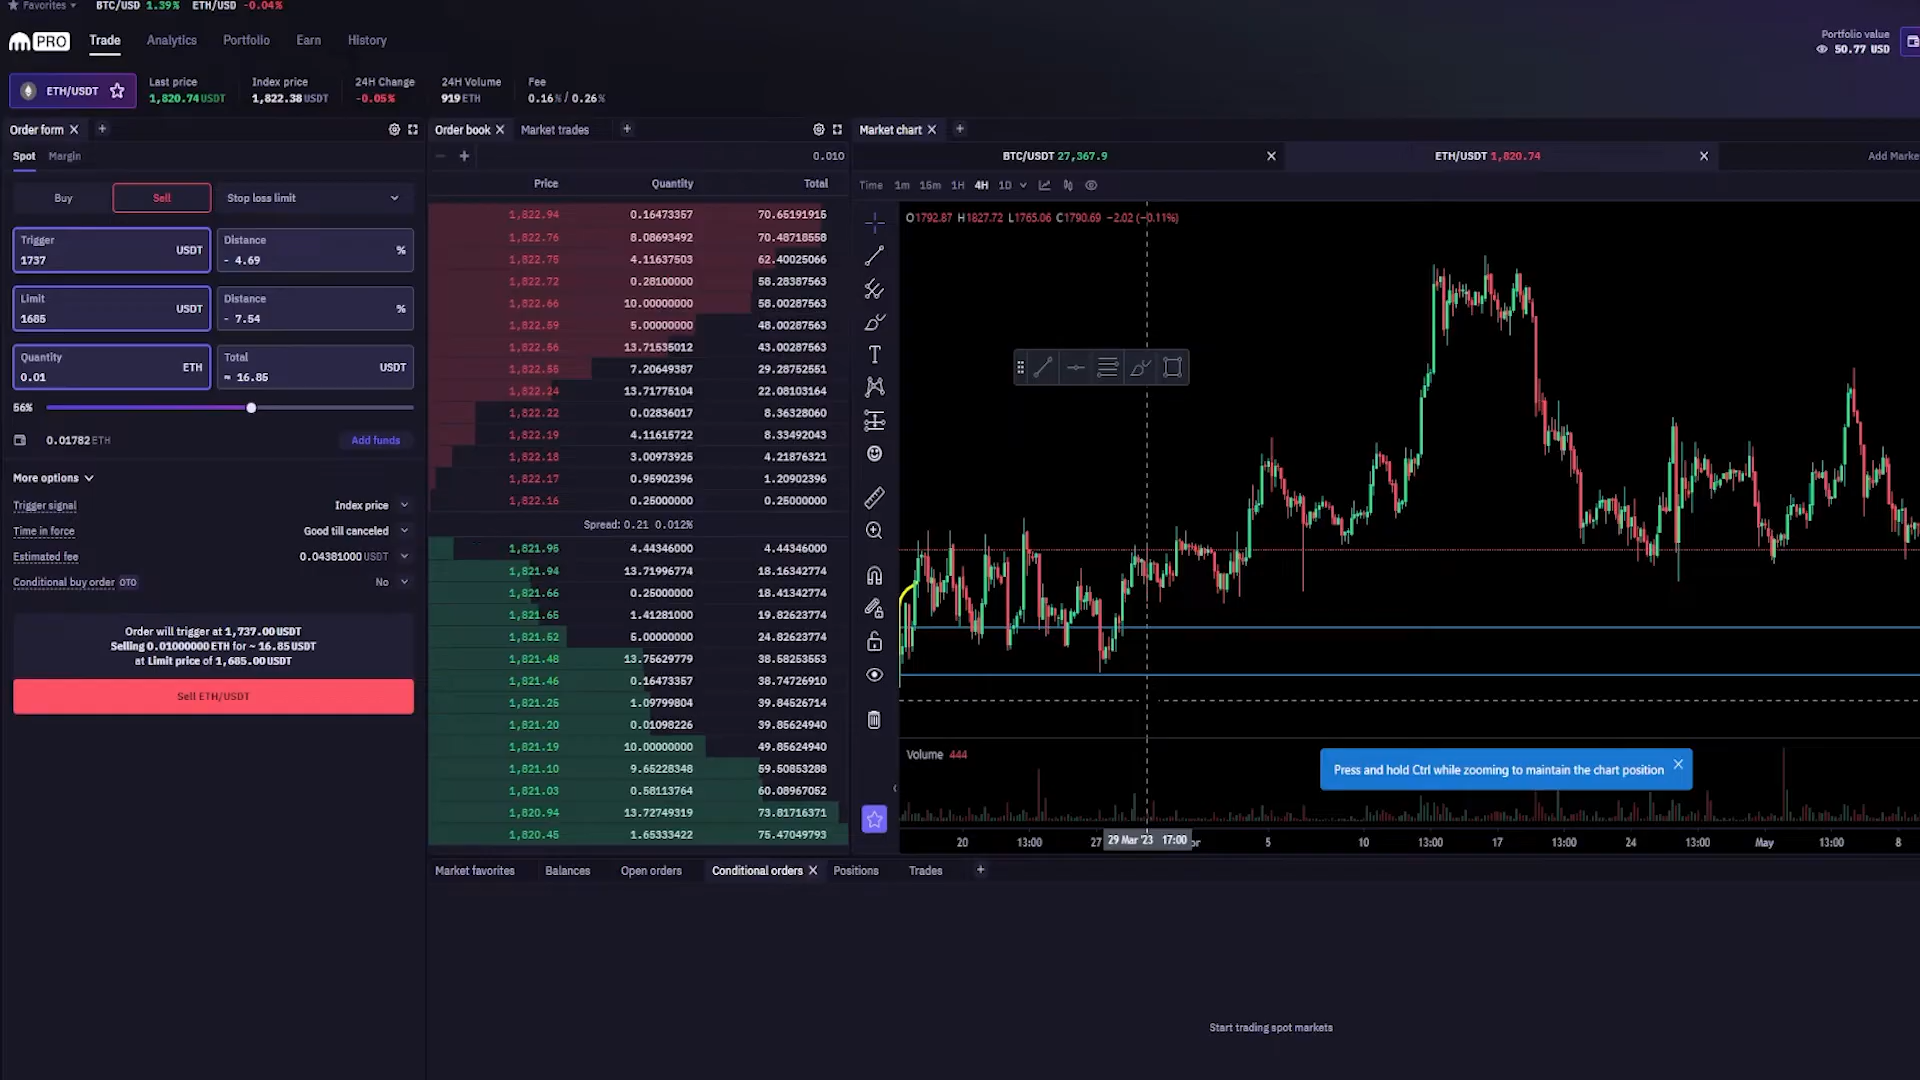 Favorites BTC/USD 1.39% ETH/USD -0.04%
PRO Trade Analytics Portfolio Earn History
Portfolio value
50.77 USD
ETH/USDT
Last price Index price 24H Change 24H Volume Fee
1,820.74 USDT 1,822.38 USDT -0.05% 919 ETH 0.16% / 0.26%
Order form
Spot Margin
Buy Sell Stop loss limit
Trigger
1737 USDT
Distance
- 4.69 %
Limit
1685 USDT
Distance
- 7.54 %
Quantity
0.01 ETH
Total
≈ 16.85 USDT
56%
0.01782 ETH Add funds
More options
Trigger signal Index price
Time in force Good till canceled
Estimated fee 0.04381000 USDT
Conditional buy order OTO No
Order will trigger at 1,737.00 USDT
Selling 0.01000000 ETH for ~ 16.85 USDT
at Limit price of 1,685.00 USDT
Sell ETH/USDT
Order book Market trades
0.010
Price Quantity Total
1,822.94 0.16473357 70.65191915
1,822.76 8.08693492 70.48718558
1,822.75 4.11637503 62.40025066
1,822.72 0.28100000 58.28387563
1,822.66 10.00000000 58.00287563
1,822.59 5.00000000 48.00287563
1,822.56 13.71535012 43.00287563
1,822.55 7.20649387 29.28752551
1,822.24 13.71775104 22.08103164
1,822.22 0.02836017 8.36328060
1,822.19 4.11615722 8.33492043
1,822.18 3.00973925 4.21876321
1,822.17 0.95902396 1.20902396
1,822.16 0.25000000 0.25000000
Spread: 0.21 0.012%
1,821.95 4.44346000 4.44346000
1,821.94 13.71996774 18.16342774
1,821.66 0.25000000 18.41342774
1,821.65 1.41281000 19.82623774
1,821.52 5.00000000 24.82623774
1,821.48 13.75629779 38.58253553
1,821.46 0.16473357 38.74726910
1,821.25 1.09799804 39.84526714
1,821.20 0.01098226 39.85624940
1,821.19 10.00000000 49.85624940
1,821.10 9.65228348 59.50853288
1,821.03 0.58113764 60.08967052
1,820.94 13.72749319 73.81716371
1,820.45 1.65333422 75.47049793
Market chart
BTC/USDT 27,367.9 ETH/USDT 1,820.74 Add Marke
Time 1m 15m 1H 4H 1D
O1792.87 H1827.72 L1765.06 C1790.69 −2.02 (−0.11%)
Volume 444
Press and hold Ctrl while zooming to maintain the chart position
20 13:00 27 29 Mar '23 17:00 pr 5 10 13:00 17 13:00 24 13:00 May 13:00 8
Market favorites Balances Open orders Conditional orders Positions Trades
Start trading spot markets